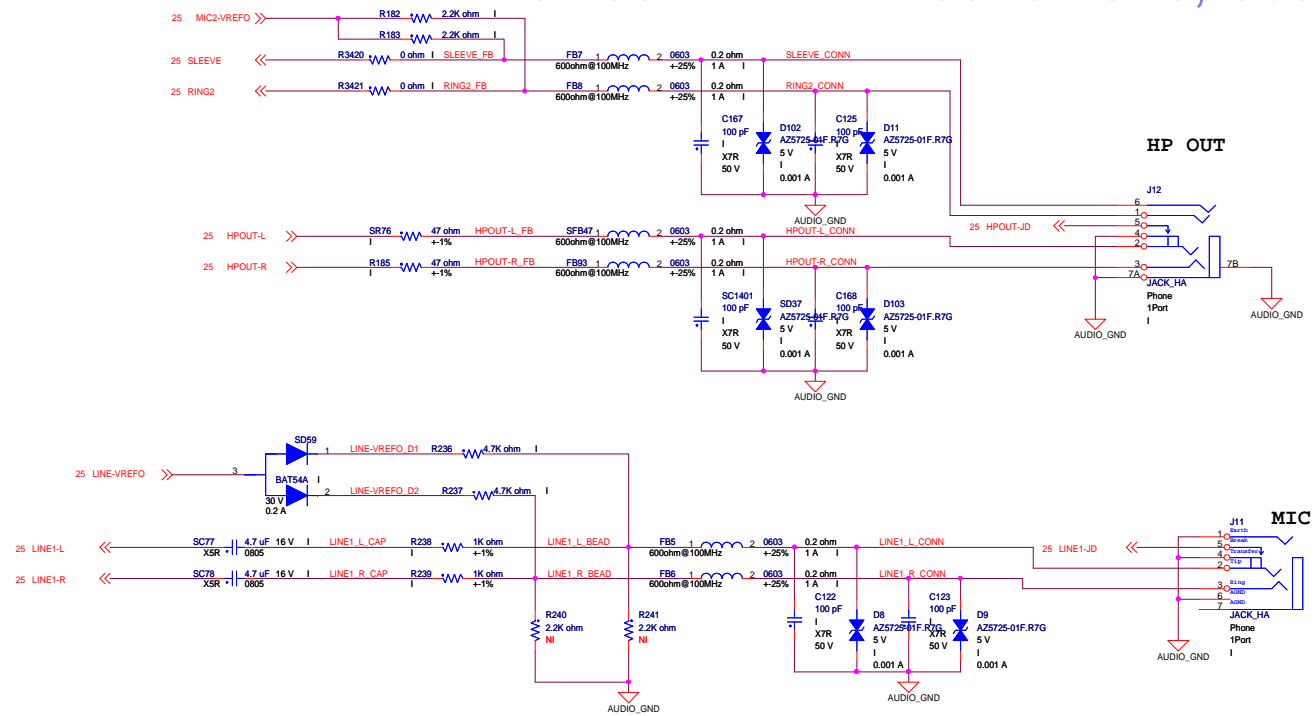 25 MIC2-VREFO
R182 2.2K ohm I
R183 2.2K ohm I
25 SLEEVE
R3420 0 ohm I SLEEVE_FB
FB7 1 2 0603 0.2 ohm SLEEVE_CONN
600ohm@100MHz +-25% 1 A I
25 RING2
R3421 0 ohm I RING2_FB
FB8 1 2 0603 0.2 ohm RING2_CONN
600ohm@100MHz +-25% 1 A I
C167
100 pF
I
X7R
50 V
D102
AZ5725-01F.R7G
5 V
I
0.001 A
C125
100 pF
I
X7R
50 V
D11
AZ5725-01F.R7G
5 V
I
0.001 A
AUDIO_GND
HP OUT
J12
6
1
5
4
2
3
7A
7B
25 HPOUT-JD
JACK_HA
Phone
1Port
I
AUDIO_GND
AUDIO_GND
25 HPOUT-L
SR76 47 ohm HPOUT-L_FB
I +-1%
SFB47 1 2 0603 0.2 ohm HPOUT-L_CONN
600ohm@100MHz +-25% 1 A I
25 HPOUT-R
R185 47 ohm HPOUT-R_FB
I +-1%
FB93 1 2 0603 0.2 ohm HPOUT-R_CONN
600ohm@100MHz +-25% 1 A I
SC1401
100 pF
I
X7R
50 V
SD37
AZ5725-01F.R7G
5 V
I
0.001 A
C168
100 pF
I
X7R
50 V
D103
AZ5725-01F.R7G
5 V
I
0.001 A
AUDIO_GND
25 LINE-VREFO
3
SD59
1 LINE-VREFO_D1 R236 4.7K ohm I
BAT54A I
2 LINE-VREFO_D2 R237 4.7K ohm I
30 V
0.2 A
25 LINE1-L
SC77 4.7 uF 16 V I LINE1_L_CAP R238 1K ohm LINE1_L_BEAD
X5R 0805 I +-1%
FB5 1 2 0603 0.2 ohm LINE1_L_CONN
600ohm@100MHz +-25% 1 A I
25 LINE1-R
SC78 4.7 uF 16 V I LINE1_R_CAP R239 1K ohm LINE1_R_BEAD
X5R 0805 I +-1%
FB6 1 2 0603 0.2 ohm LINE1_R_CONN
600ohm@100MHz +-25% 1 A I
R240
2.2K ohm
NI
R241
2.2K ohm
NI
AUDIO_GND
C122
100 pF
I
X7R
50 V
D8
AZ5725-01F.R7G
5 V
I
0.001 A
C123
100 pF
I
X7R
50 V
D9
AZ5725-01F.R7G
5 V
I
0.001 A
AUDIO_GND
MIC
J11
25 LINE1-JD
1 Earth
5 Break
4 Transfer
2 Tip
3 Ring
6 AGND
7 AGND
JACK_HA
Phone
1Port
I
AUDIO_GND